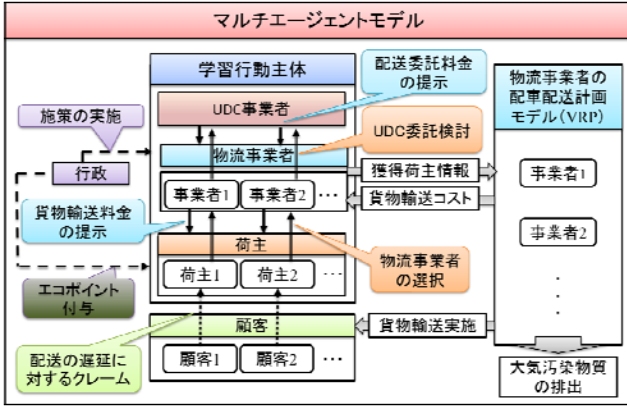 マルチエージェントモデル
学習行動主体
配送委託料金
の提示
物流事業者の
配車配送計画
モデル(VRP)
施策の実施
UDC事業者
UDC委託検討
物流事業者
行政
獲得荷主情報
事業者1
事業者2
…
事業者1
貨物輸送コスト
貨物輸送料金
の提示
荷主
事業者2
物流事業者
の選択
荷主1
荷主2
…
エコポイント
付与
・
・
・
顧客
貨物輸送実施
配送の遅延に
対するクレーム
顧客1
顧客2
…
大気汚染物質
の排出